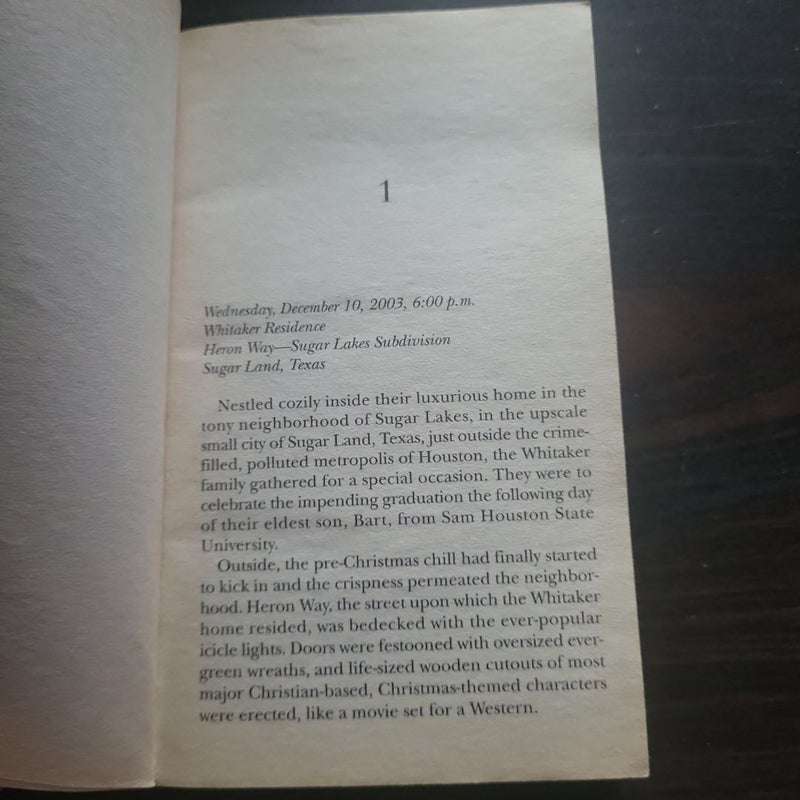 1
Wednesday, December 10, 2003, 6:00 p.m.
Whitaker Residence
Heron Way—Sugar Lakes Subdivision
Sugar Land, Texas
Nestled cozily inside their luxurious home in the
tony neighborhood of Sugar Lakes, in the upscale
small city of Sugar Land, Texas, just outside the crime-
filled, polluted metropolis of Houston, the Whitaker
family gathered for a special occasion. They were to
celebrate the impending graduation the following day
of their eldest son, Bart, from Sam Houston State
University.
Outside, the pre-Christmas chill had finally started
to kick in and the crispness permeated the neighbor-
hood. Heron Way, the street upon which the Whitaker
home resided, was bedecked with the ever-popular
icicle lights. Doors were festooned with oversized ever-
green wreaths, and life-sized wooden cutouts of most
major Christian-based, Christmas-themed characters
were erected, like a movie set for a Western.